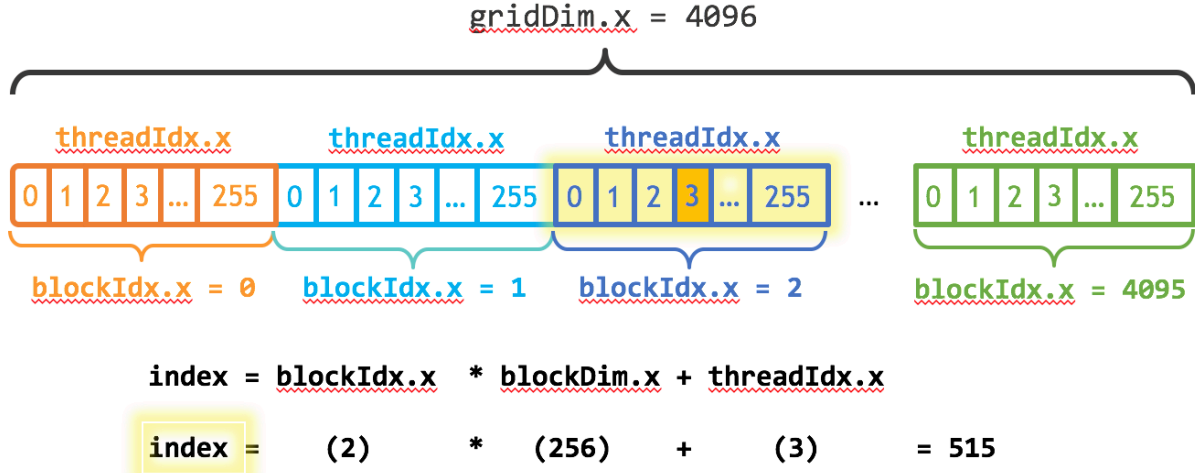 gridDim.x = 4096
threadIdx.x threadIdx.x threadIdx.x threadIdx.x
0 1 2 3 ... 255 0 1 2 3 ... 255 0 1 2 3 ... 255 ... 0 1 2 3 ... 255
blockIdx.x = 0 blockIdx.x = 1 blockIdx.x = 2 blockIdx.x = 4095
index = blockIdx.x * blockDim.x + threadIdx.x
index = (2) * (256) + (3) = 515